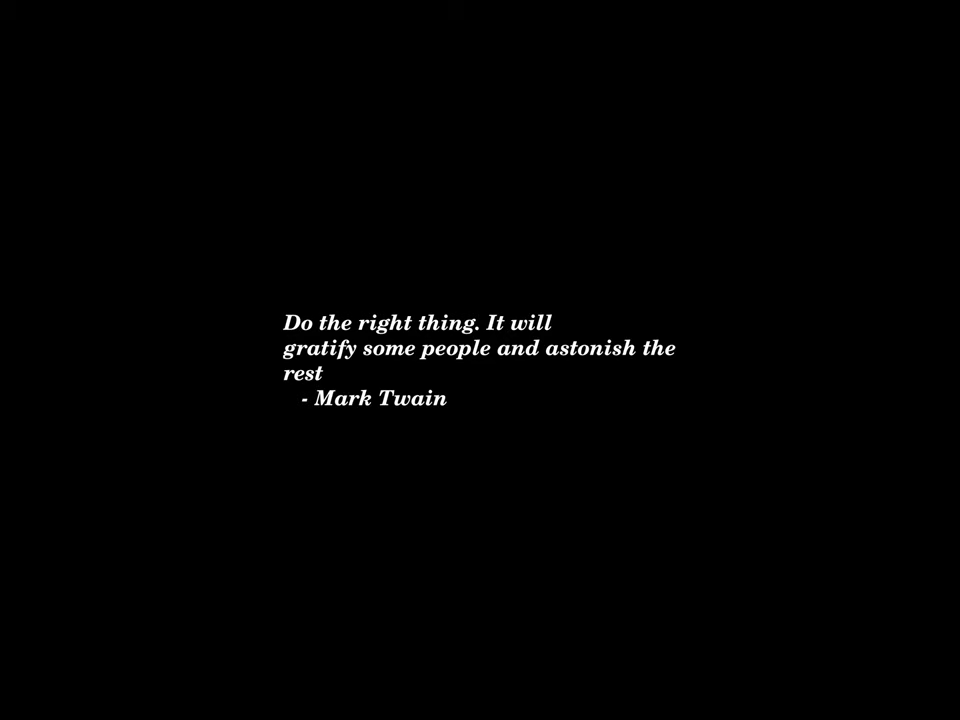 Do the right thing. It will
gratify some people and astonish the
rest
- Mark Twain